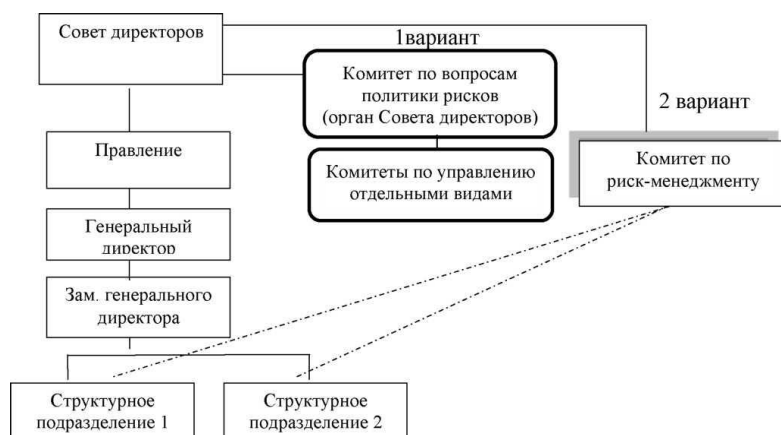 Совет директоров
1вариант
Комитет по вопросам
политики рисков
(орган Совета директоров)
2 вариант
Правление
Комитеты по управлению
отдельными видами
Комитет по
риск-менеджменту
Генеральный
директор
Зам. генерального
директора
Структурное
подразделение 1
Структурное
подразделение 2